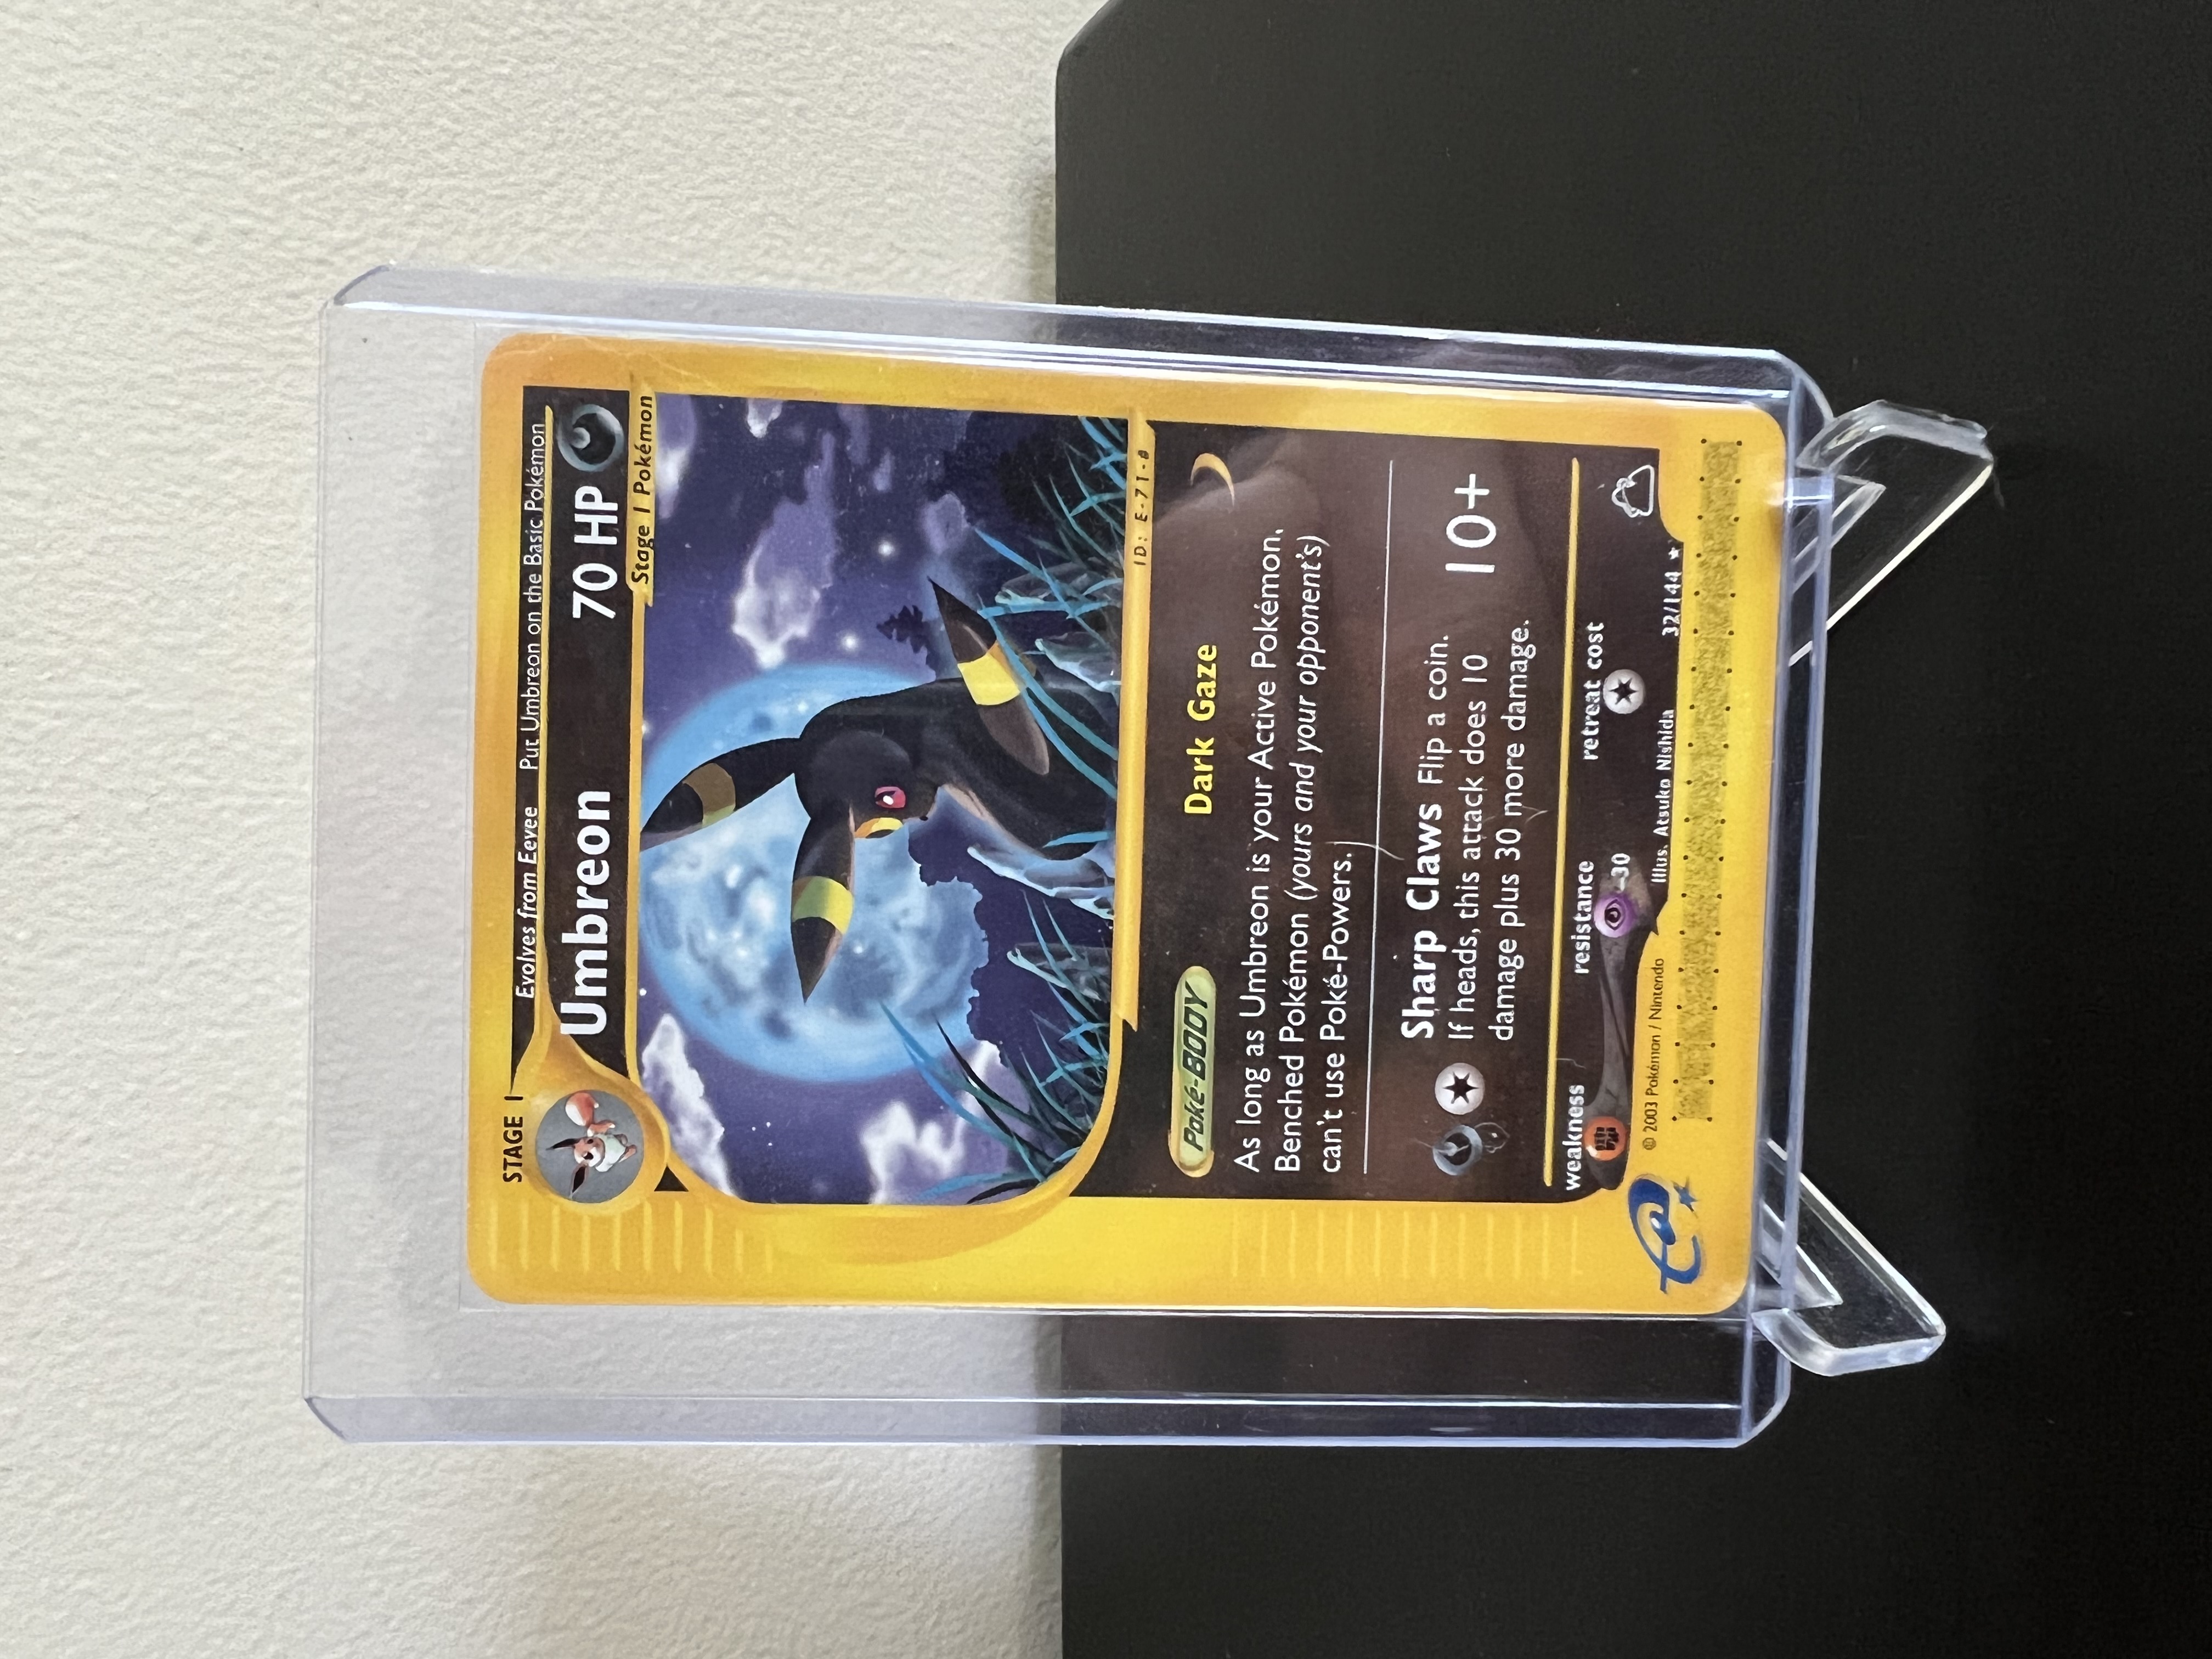 STAGE 1
Evolves from Eevee Put Umbreon on the Basic Pokémon
Umbreon 70 HP
Stage 1 Pokémon
ID: E-71-#
Poké-BODY Dark Gaze
As long as Umbreon is your Active Pokémon,
Benched Pokémon (yours and your opponent's)
can't use Poké-Powers.
Sharp Claws Flip a coin.
If heads, this attack does 10
damage plus 30 more damage.
10+
weakness resistance retreat cost
-30
© 2003 Pokémon / Nintendo
Illus. Atsuko Nishida
32/144 ★
e